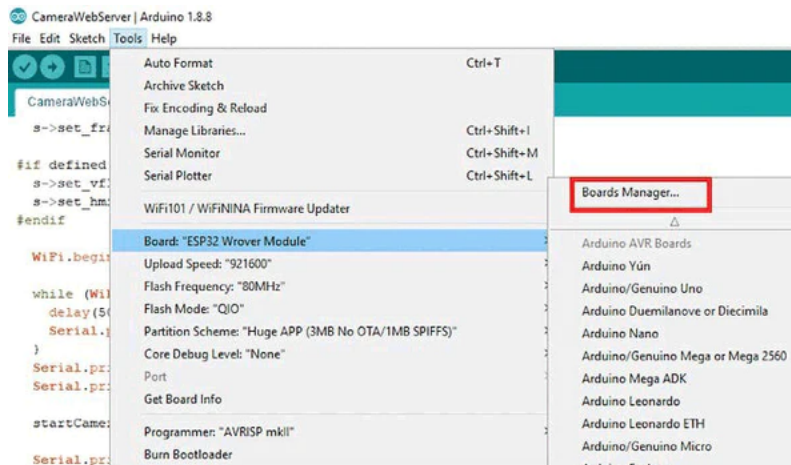 CameraWebServer | Arduino 1.8.8
File Edit Sketch Tools Help
CameraWebS
s->set_fra
#if defined
s->set_vf
s->set_hmi
#endif
WiFi.begi
while (Wi
delay(50
Serial.
}
Serial.pri
Serial.pri
startCame
Serial.pri
Auto Format Ctrl+T
Archive Sketch
Fix Encoding & Reload
Manage Libraries... Ctrl+Shift+I
Serial Monitor Ctrl+Shift+M
Serial Plotter Ctrl+Shift+L
WiFi101 / WiFiNINA Firmware Updater
Board: "ESP32 Wrover Module"
Upload Speed: "921600"
Flash Frequency: "80MHz"
Flash Mode: "QIO"
Partition Scheme: "Huge APP (3MB No OTA/1MB SPIFFS)"
Core Debug Level: "None"
Port
Get Board Info
Programmer: "AVRISP mkII"
Burn Bootloader
Boards Manager...
Arduino AVR Boards
Arduino Yún
Arduino/Genuino Uno
Arduino Duemilanove or Diecimila
Arduino Nano
Arduino/Genuino Mega or Mega 2560
Arduino Mega ADK
Arduino Leonardo
Arduino Leonardo ETH
Arduino/Genuino Micro